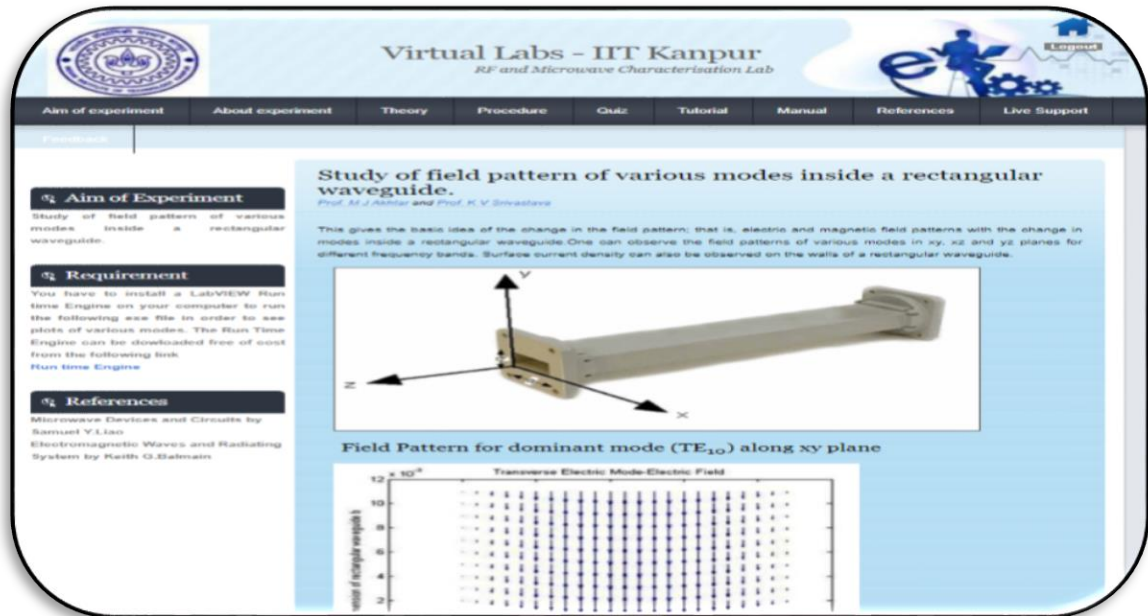 Virtual Labs - IIT Kanpur
RF and Microwave Characterisation Lab
Logout
Aim of experiment About experiment Theory Procedure Quiz Tutorial Manual References Live Support
Feedback
Aim of Experiment
Study of field pattern of various
modes inside a rectangular
waveguide.
Requirement
You have to install a LabVIEW Run
time Engine on your computer to run
the following exe file in order to see
plots of various modes. The Run Time
Engine can be dowloaded free of cost
from the following link
Run time Engine
References
Microwave Devices and Circuits by
Samuel Y.Liao
Electromagnetic Waves and Radiating
System by Keith G.Balmain
Study of field pattern of various modes inside a rectangular
waveguide.
Prof. M.J Akhtar and Prof. K.V Srivastava
This gives the basic idea of the change in the field pattern; that is, electric and magnetic field patterns with the change in
modes inside a rectangular waveguide.One can observe the field patterns of various modes in xy, xz and yz planes for
different frequency bands. Surface current density can also be observed on the walls of a rectangular waveguide.
y
z
x
Field Pattern for dominant mode (TE₁₀) along xy plane
Transverse Electric Mode-Electric Field
12
10
8
6
4
2
of rectangular waveguide b